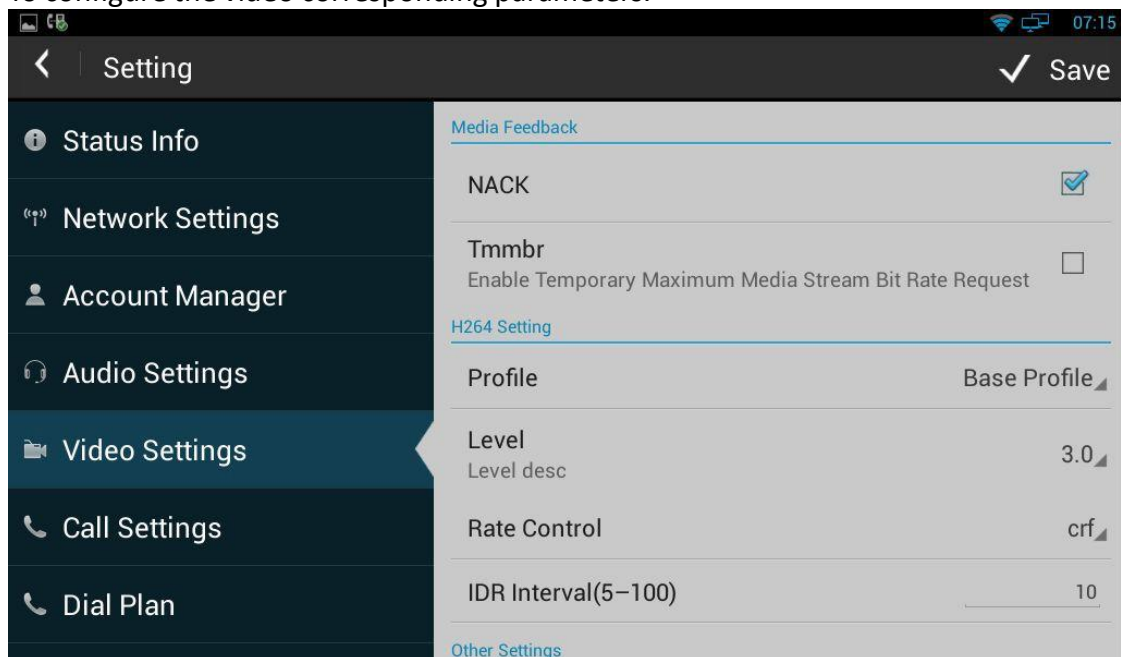 To configure the video corresponding parameters.
07:15
Setting
Save
Status Info
Network Settings
Account Manager
Audio Settings
Video Settings
Call Settings
Dial Plan
Media Feedback
NACK
Tmmbr
Enable Temporary Maximum Media Stream Bit Rate Request
H264 Setting
Profile Base Profile
Level
Level desc
3.0
Rate Control crf
IDR Interval(5–100) 10
Other Settings